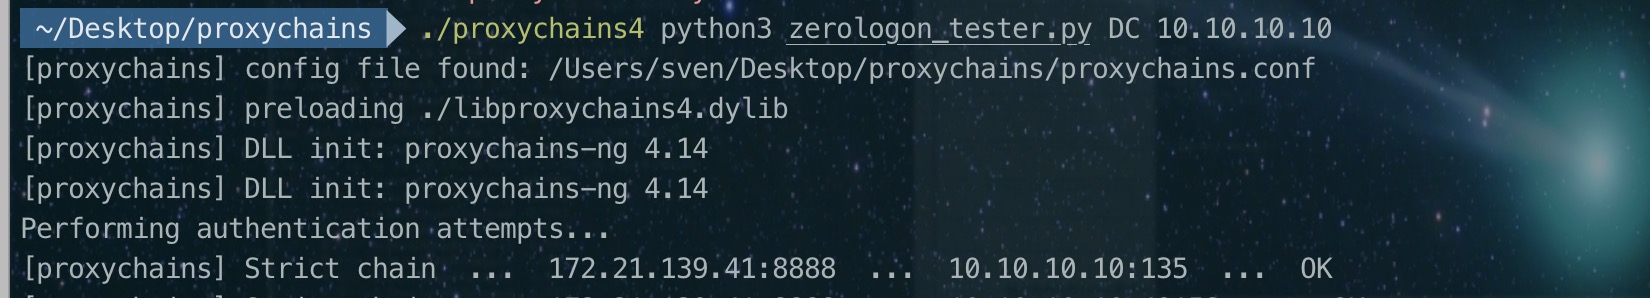 ~/Desktop/proxychains ./proxychains4 python3 zerologon_tester.py DC 10.10.10.10
[proxychains] config file found: /Users/sven/Desktop/proxychains/proxychains.conf
[proxychains] preloading ./libproxychains4.dylib
[proxychains] DLL init: proxychains-ng 4.14
[proxychains] DLL init: proxychains-ng 4.14
Performing authentication attempts...
[proxychains] Strict chain ... 172.21.139.41:8888 ... 10.10.10.10:135 ... OK